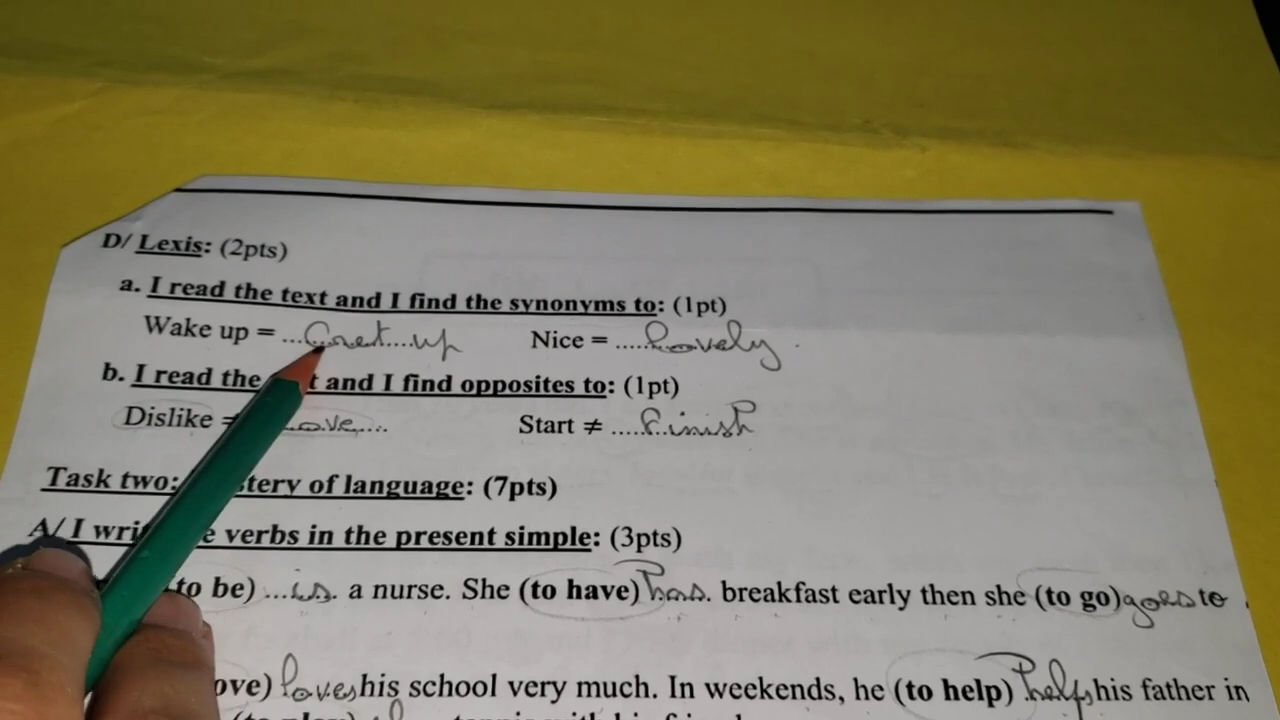 D/ Lexis: (2pts)
a. I read the text and I find the synonyms to: (1pt)
Wake up = ...Get....up Nice = .....lovely.
b. I read the and I find opposites to: (1pt)
Dislike Love.... Start ≠ .....finish
Task two: of language: (7pts)
A/ I verbs in the present simple: (3pts)
to be) ...is. a nurse. She (to have) has. breakfast early then she (to go) goes to .
loves his school very much. In weekends, he (to help) helps his father in